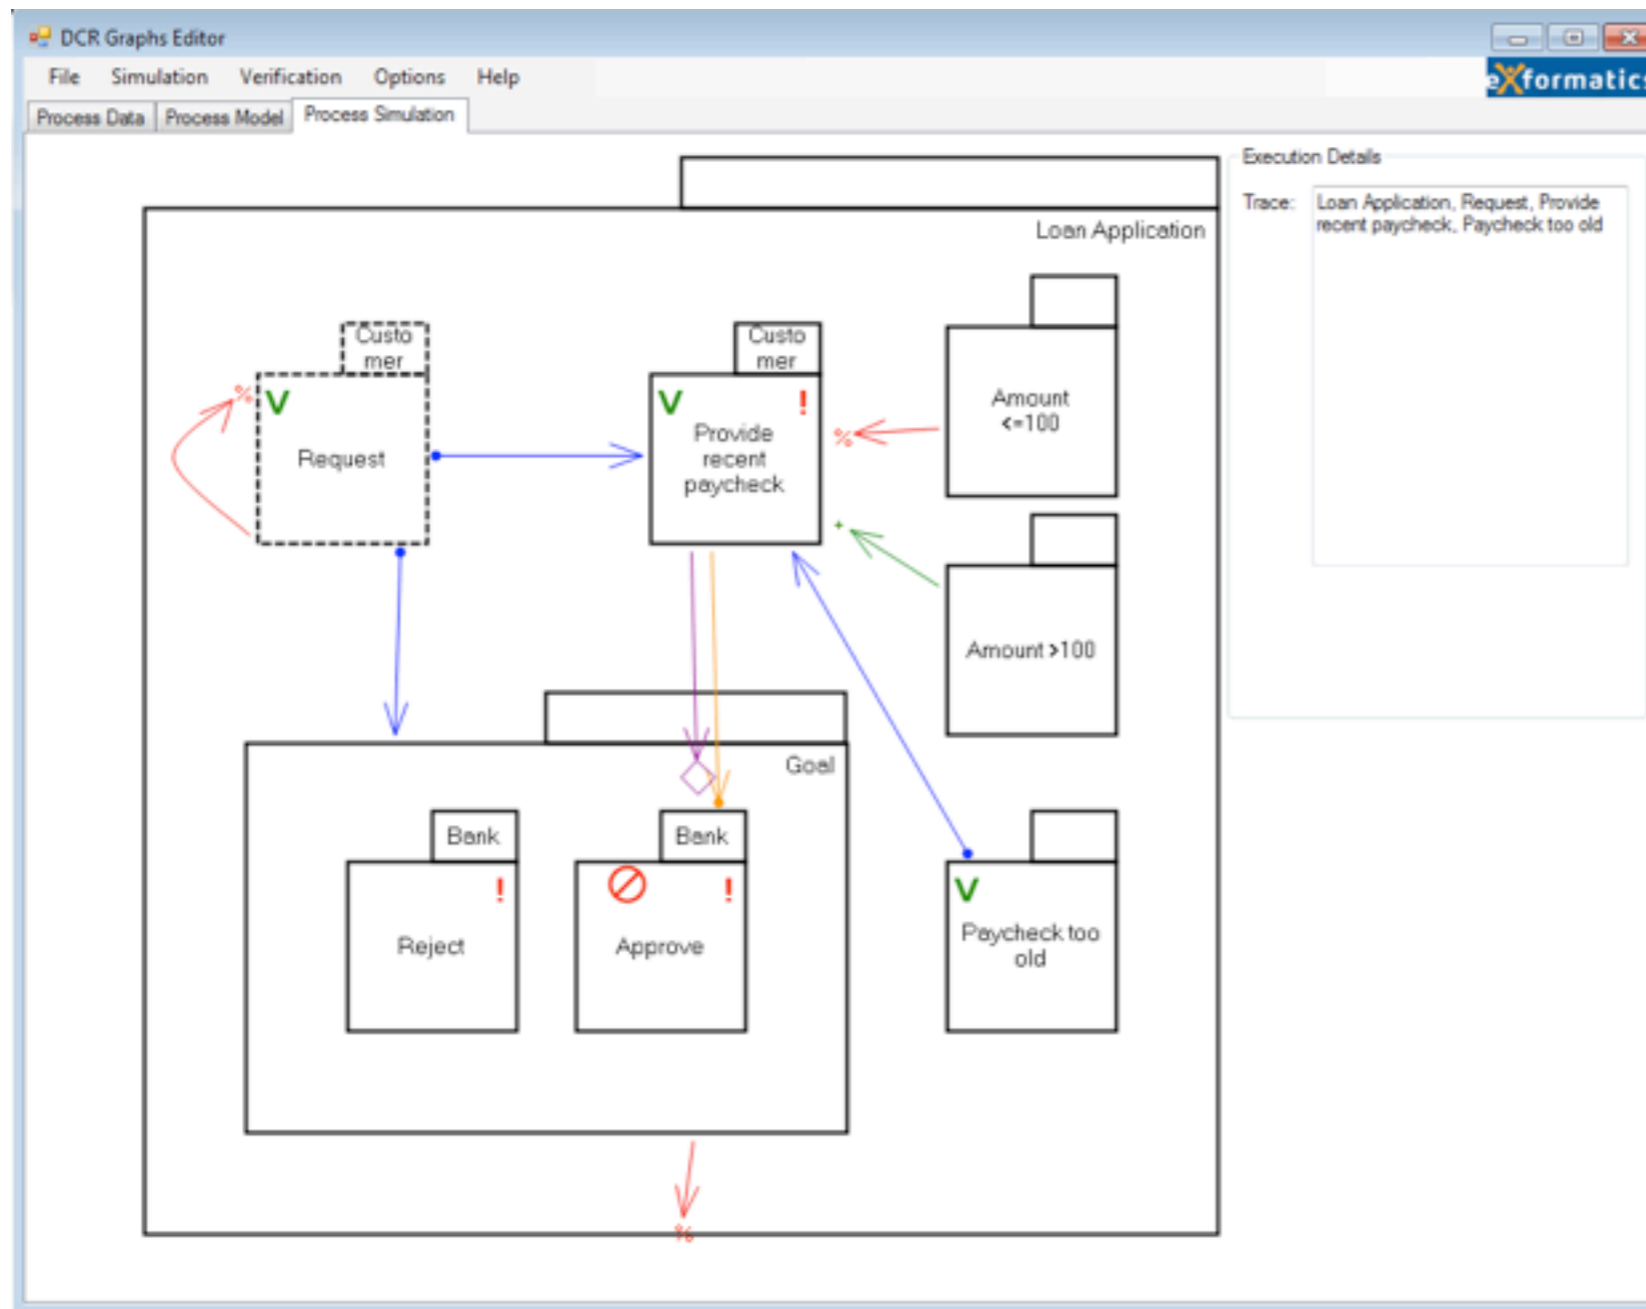 DCR Graphs Editor
File Simulation Verification Options Help
eXformatics
Process Data Process Model Process Simulation
Execution Details
Trace: Loan Application, Request, Provide
recent paycheck, Paycheck too old
Loan Application
Custo
mer
%
V
Request
Custo
mer
V !
Provide
recent
paycheck
%
+
Amount
<=100
Amount >100
Goal
Bank
!
Reject
Bank
!
Approve
V
Paycheck too
old
%